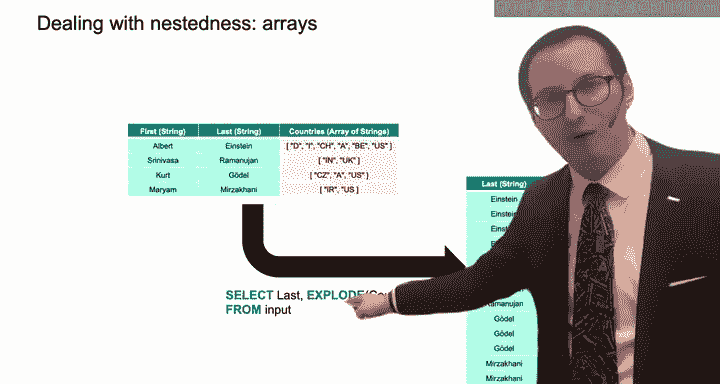 Dealing with nestedness: arrays
First (String) Last (String) Countries (Array of Strings)
Albert Einstein [ "D", "I", "CH", "A", "BE", "US" ]
Srinivasa Ramanujan [ "IN", "UK" ]
Kurt Gödel [ "CZ", "A", "US" ]
Maryam Mirzakhani [ "IR", "US ]
SELECT Last, EXPLODE(
FROM input
Last (String)
Einstein
Einstein
Gödel
Gödel
Gödel
Mirzakhani
Mirzakhani